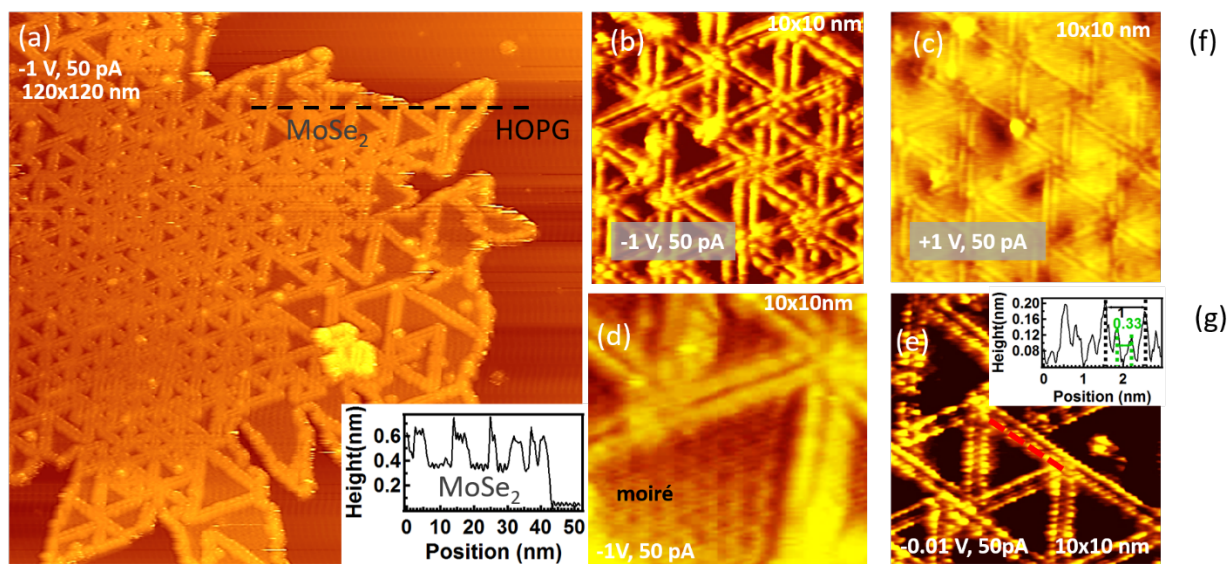 (a)
-1 V, 50 pA
120x120 nm
MoSe2
HOPG
Height(nm)
0.6
0.4
0.2
MoSe2
0 10 20 30 40 50
Position (nm)
(b)
10x10 nm
-1 V, 50 pA
(c)
10x10 nm
+1 V, 50 pA
(f)
(d)
10x10nm
moiré
-1V, 50 pA
(e)
Height(nm)
0.20
0.16
0.12
0.08
1
0.33
0 1 2
Position (nm)
-0.01 V, 50pA
10x10 nm
(g)